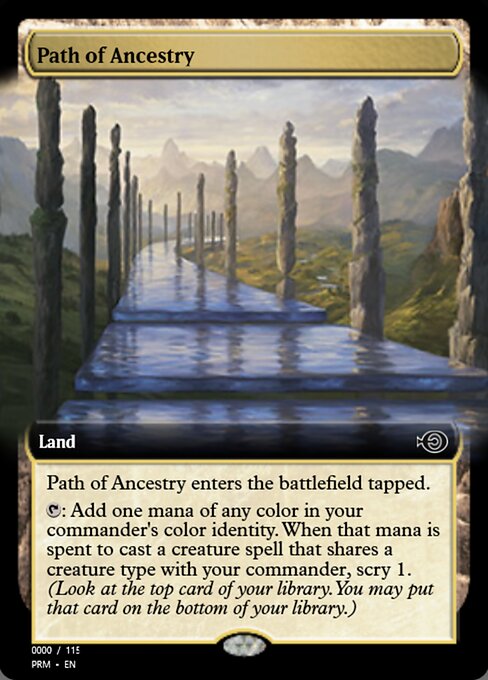 Path of Ancestry
Land
Path of Ancestry enters the battlefield tapped.
: Add one mana of any color in your
commander's color identity. When that mana is
spent to cast a creature spell that shares a
creature type with your commander, scry 1.
(Look at the top card of your library. You may put
that card on the bottom of your library.)
0000 / 115
PRM • EN